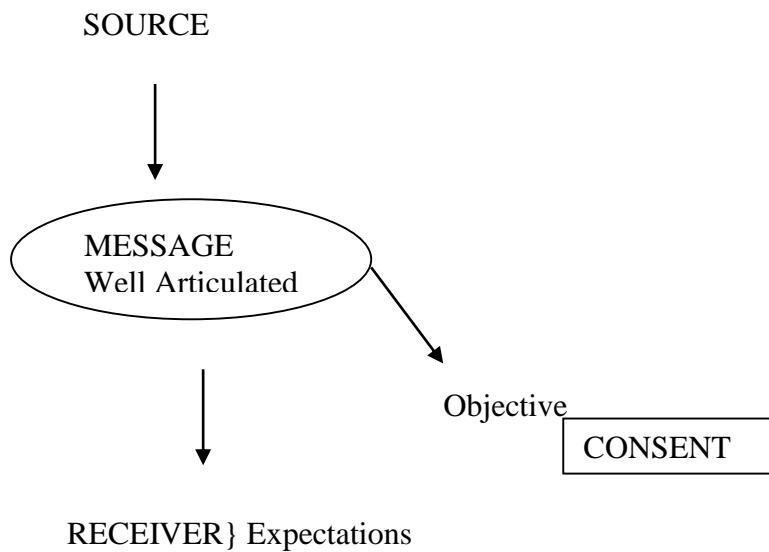 SOURCE
MESSAGE
Well Articulated
Objective
CONSENT
RECEIVER} Expectations